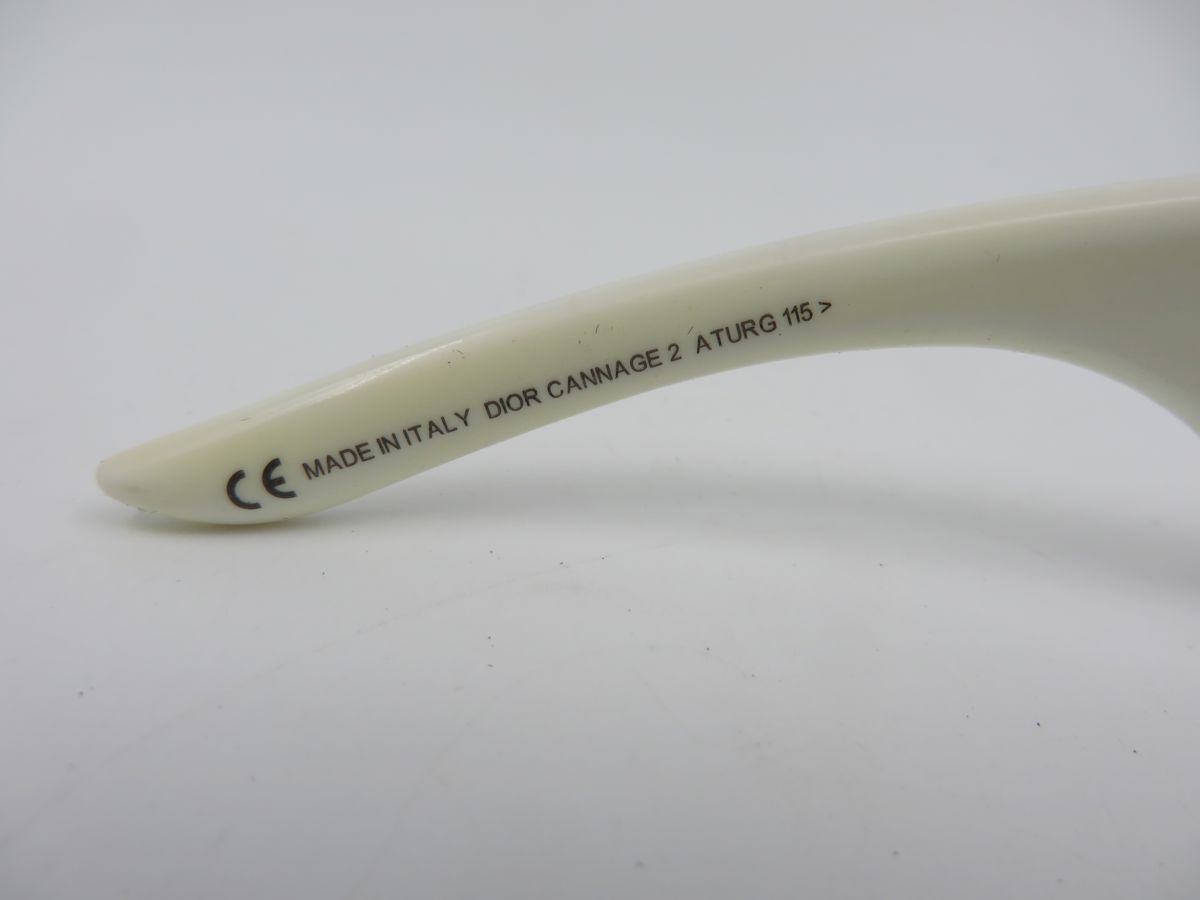 CE MADE IN ITALY DIOR CANNAGE 2 ATURG 115 >